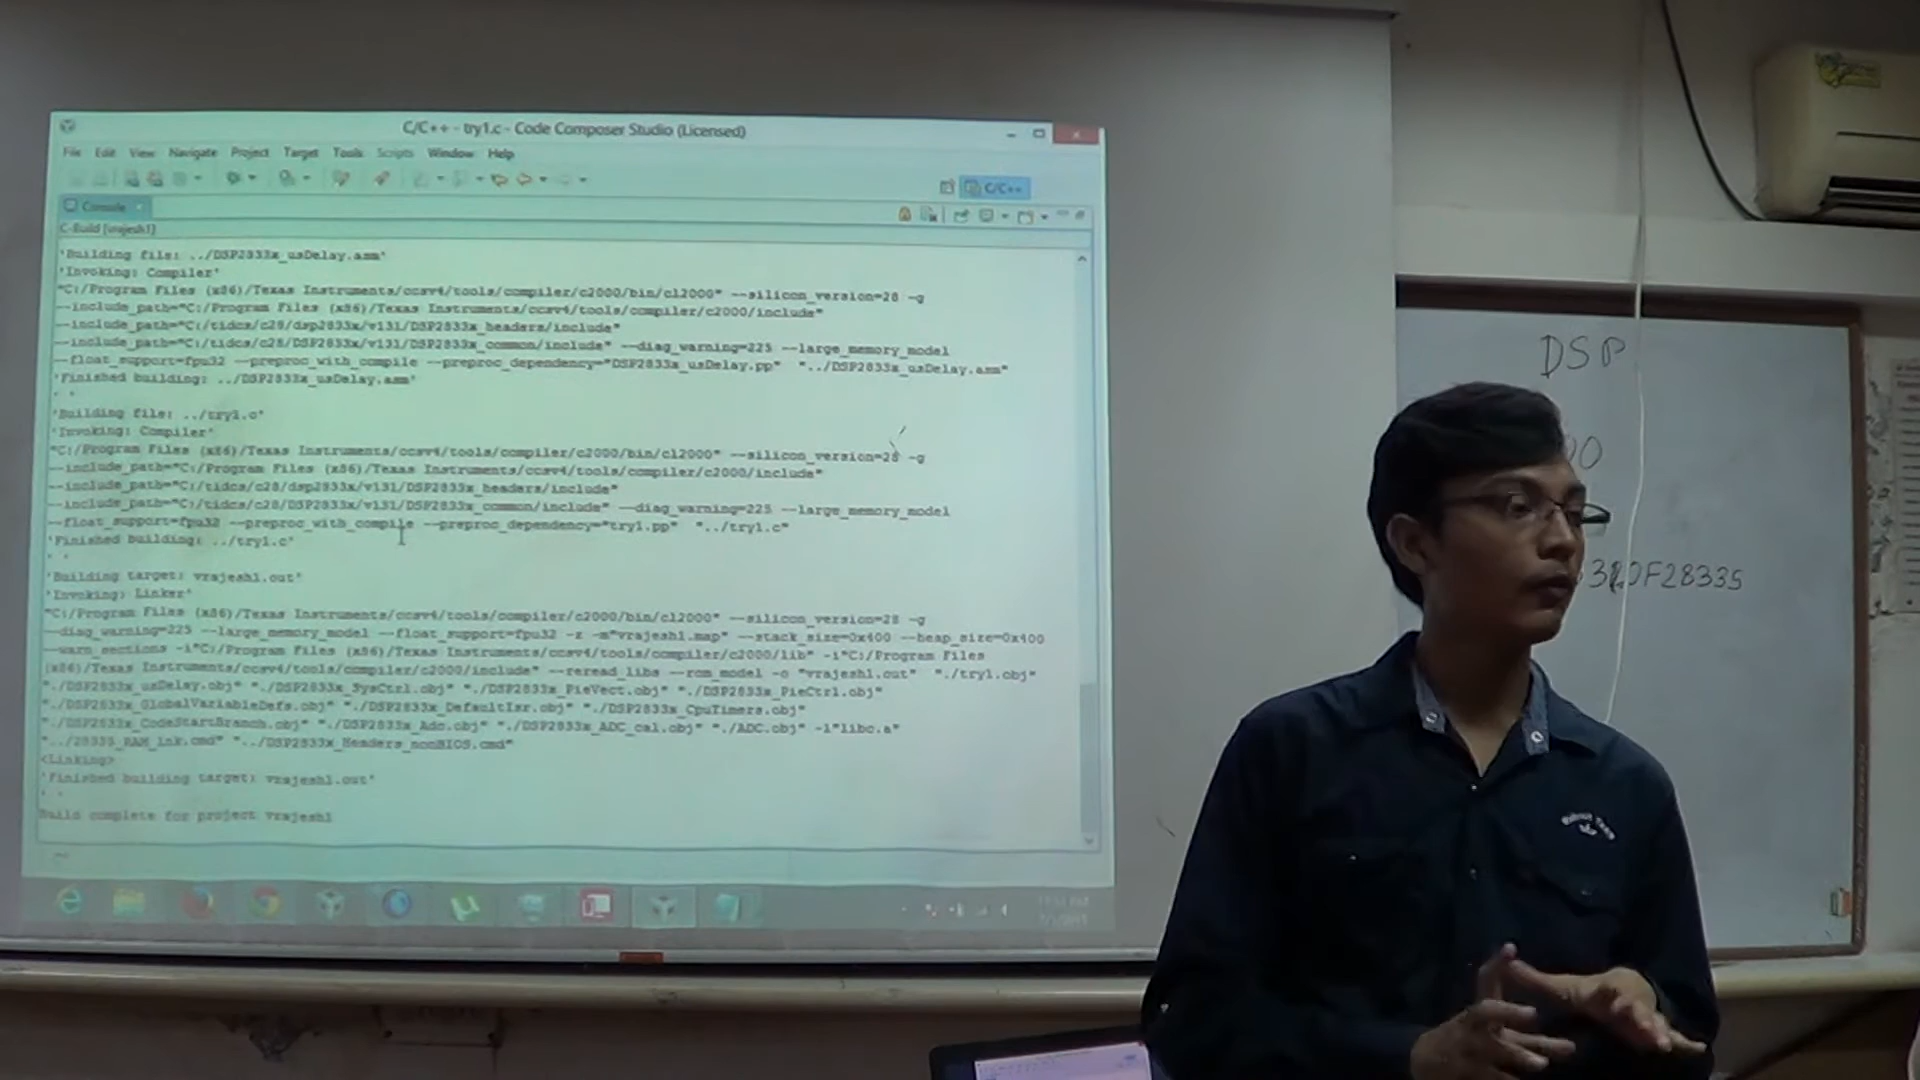 C/C++ - try1.c - Code Composer Studio (Licensed)
File Edit View Navigate Project Target Tools Scripts Window Help
C/C++
Console
C-Build [vrajesh1]
'Building file: ../DSP2833x_usDelay.asm'
'Invoking: Compiler'
"C:/Program Files (x86)/Texas Instruments/ccsv4/tools/compiler/c2000/bin/cl2000" --silicon_version=28 -g
--include_path="C:/Program Files (x86)/Texas Instruments/ccsv4/tools/compiler/c2000/include"
--include_path="C:/tidcs/c28/dsp2833x/v131/DSP2833x_headers/include"
--include_path="C:/tidcs/c28/DSP2833x/v131/DSP2833x_common/include" --diag_warning=225 --large_memory_model
--float_support=fpu32 --preproc_with_compile --preproc_dependency="DSP2833x_usDelay.pp" "../DSP2833x_usDelay.asm"
'Finished building: ../DSP2833x_usDelay.asm'
' '
'Building file: ../try1.c'
'Invoking: Compiler'
"C:/Program Files (x86)/Texas Instruments/ccsv4/tools/compiler/c2000/bin/cl2000" --silicon_version=28 -g
--include_path="C:/Program Files (x86)/Texas Instruments/ccsv4/tools/compiler/c2000/include"
--include_path="C:/tidcs/c28/dsp2833x/v131/DSP2833x_headers/include"
--include_path="C:/tidcs/c28/DSP2833x/v131/DSP2833x_common/include" --diag_warning=225 --large_memory_model
--float_support=fpu32 --preproc_with_compile --preproc_dependency="try1.pp" "../try1.c"
'Finished building: ../try1.c'
' '
'Building target: vrajesh1.out'
'Invoking: Linker'
"C:/Program Files (x86)/Texas Instruments/ccsv4/tools/compiler/c2000/bin/cl2000" --silicon_version=28 -g
--diag_warning=225 --large_memory_model --float_support=fpu32 -z -m"vrajesh1.map" --stack_size=0x400 --heap_size=0x400
--warn_sections -i"C:/Program Files (x86)/Texas Instruments/ccsv4/tools/compiler/c2000/lib" -i"C:/Program Files
(x86)/Texas Instruments/ccsv4/tools/compiler/c2000/include" --reread_libs --rom_model -o "vrajesh1.out" "./try1.obj"
"./DSP2833x_usDelay.obj" "./DSP2833x_SysCtrl.obj" "./DSP2833x_PieVect.obj" "./DSP2833x_PieCtrl.obj"
"./DSP2833x_GlobalVariableDefs.obj" "./DSP2833x_DefaultIsr.obj" "./DSP2833x_CpuTimers.obj"
"./DSP2833x_CodeStartBranch.obj" "./DSP2833x_Adc.obj" "./DSP2833x_ADC_cal.obj" "./ADC.obj" -l"libc.a"
"../28335_RAM_lnk.cmd" "../DSP2833x_Headers_nonBIOS.cmd"
<Linking>
'Finished building target: vrajesh1.out'
' '
Build complete for project vrajesh1
DSP
00
320F28335